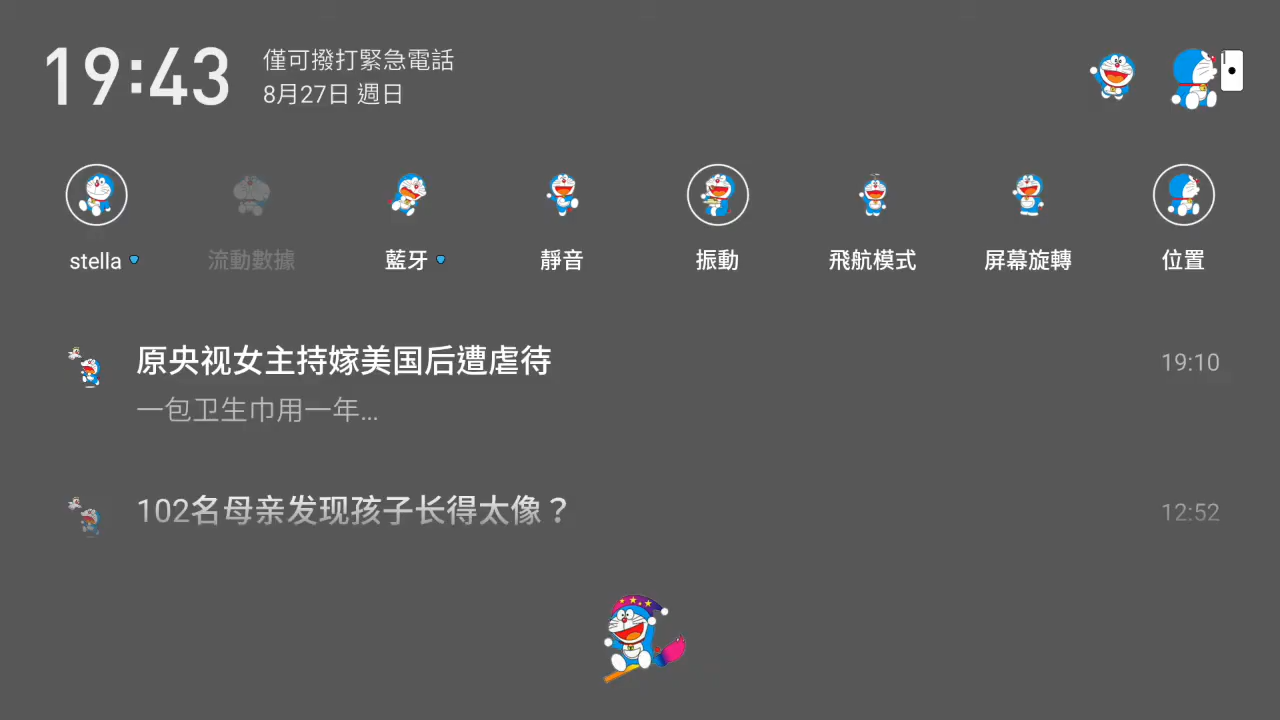 19:43
僅可撥打緊急電話
8月27日 週日
stella
流動數據
藍牙
靜音
振動
飛航模式
屏幕旋轉
位置
原央视女主持嫁美国后遭虐待
19:10
一包卫生巾用一年...
102名母亲发现孩子长得太像？
12:52